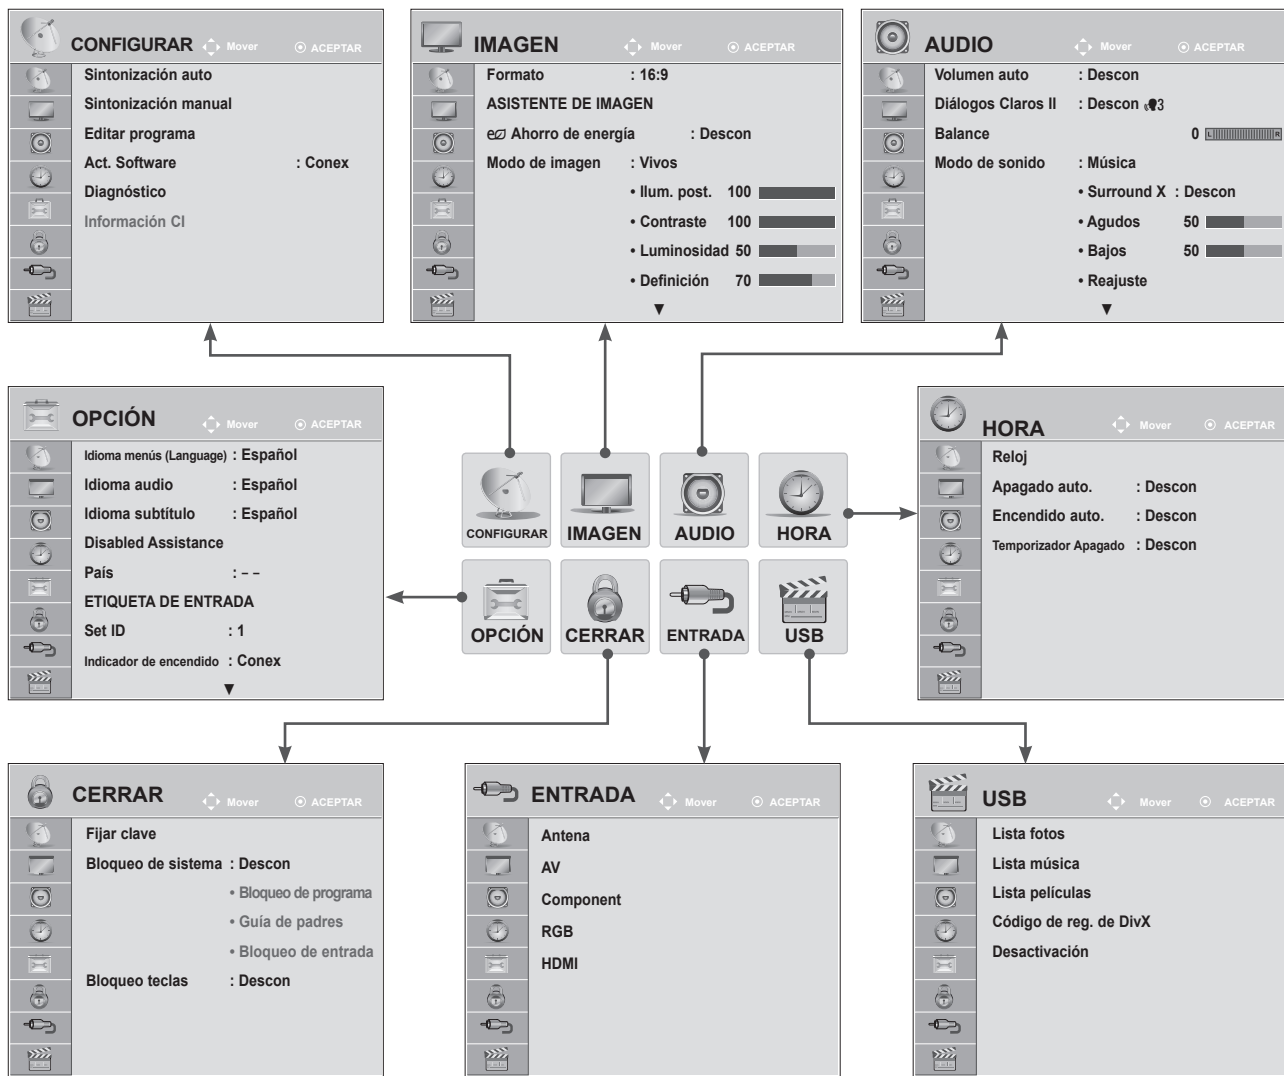 CONFIGURAR Mover ACEPTAR
Sintonización auto
Sintonización manual
Editar programa
Act. Software : Conex
Diagnóstico
Información CI
IMAGEN Mover ACEPTAR
Formato : 16:9
ASISTENTE DE IMAGEN
Ahorro de energía : Descon
Modo de imagen : Vivos
• Ilum. post. 100
• Contraste 100
• Luminosidad 50
• Definición 70
▼
AUDIO Mover ACEPTAR
Volumen auto : Descon
Diálogos Claros II : Descon 3
Balance 0 L R
Modo de sonido : Música
• Surround X : Descon
• Agudos 50
• Bajos 50
• Reajuste
▼
OPCIÓN Mover ACEPTAR
Idioma menús (Language) : Español
Idioma audio : Español
Idioma subtítulo : Español
Disabled Assistance
País : – –
ETIQUETA DE ENTRADA
Set ID : 1
Indicador de encendido : Conex
▼
CONFIGURAR
IMAGEN
AUDIO
HORA
OPCIÓN
CERRAR
ENTRADA
USB
HORA Mover ACEPTAR
Reloj
Apagado auto. : Descon
Encendido auto. : Descon
Temporizador Apagado : Descon
CERRAR Mover ACEPTAR
Fijar clave
Bloqueo de sistema : Descon
• Bloqueo de programa
• Guía de padres
• Bloqueo de entrada
Bloqueo teclas : Descon
ENTRADA Mover ACEPTAR
Antena
AV
Component
RGB
HDMI
USB Mover ACEPTAR
Lista fotos
Lista música
Lista películas
Código de reg. de DivX
Desactivación